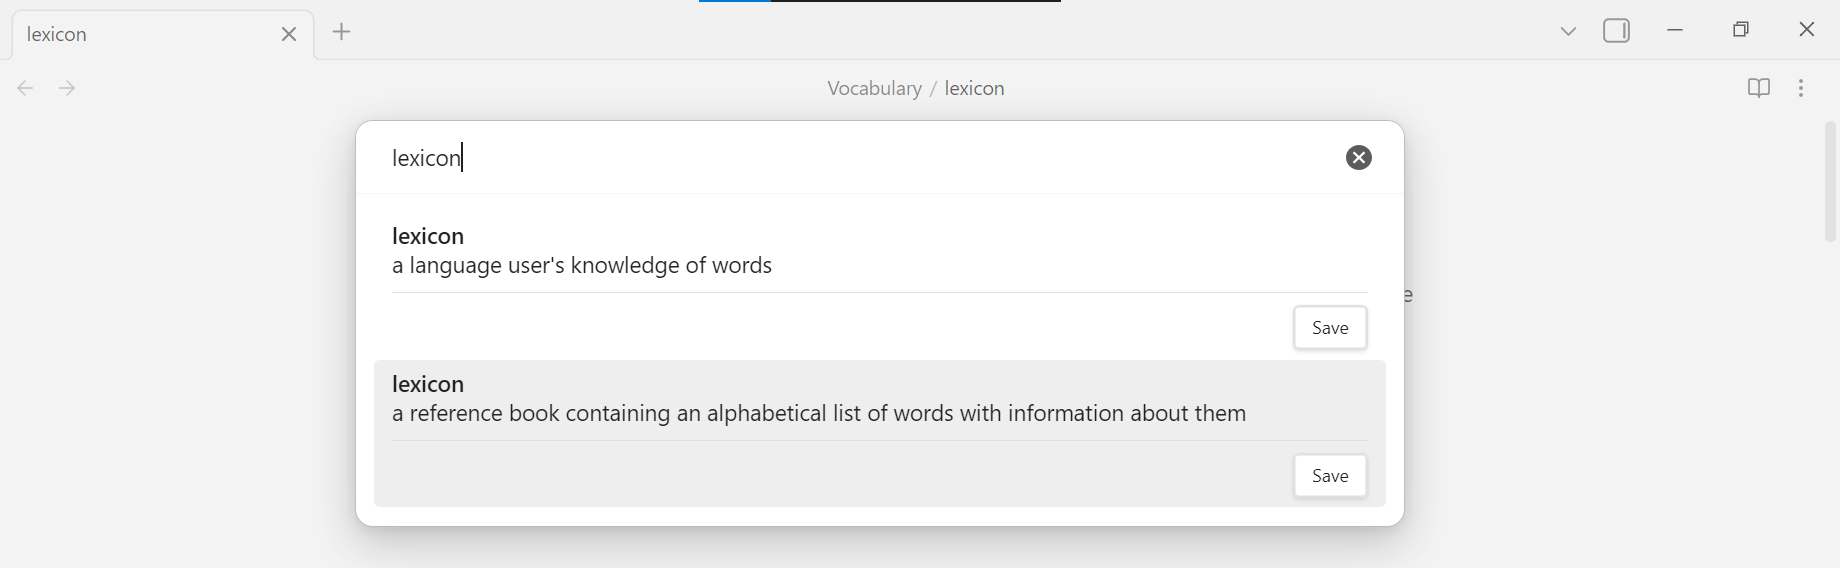 lexicon
Vocabulary / lexicon
lexicon
lexicon
a language user's knowledge of words
e
Save
lexicon
a reference book containing an alphabetical list of words with information about them
Save